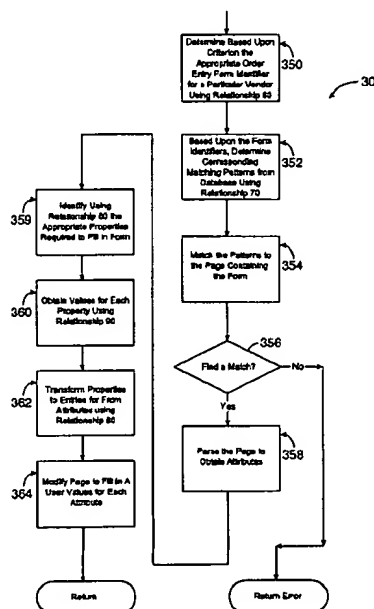 Determine Based Upon
Criterion the
Appropriate Order
Entry Form Identifier
for a Particular Vendor
Using Relationship 60
350
30
Based Upon the Form
Identifiers, Determine
Corresponding
Matching Patterns from
Database Using
Relationship 70
352
Match the Patterns to
the Page Containing
the Form
354
Find a Match?
356
No
Yes
Parse the Page to
Obtain Attributes
358
Return Error
Identify Using
Relationship 80 the
Appropriate Properties
Required to Fill in Form
359
Obtain Values for Each
Property Using
Relationship 90
360
Transform Properties
to Entries for From
Attributes using
Relationship 80
362
Modify Page to Fill in A
User Values for Each
Attribute
364
Return